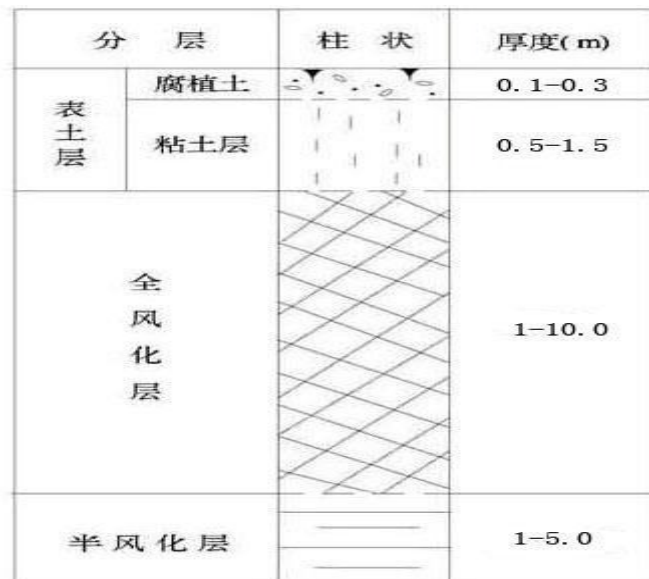 分 层 柱 状 厚度(m)
表土层 腐植土 0.1-0.3
粘土层 0.5-1.5
全风化层 1-10.0
半风化层 1-5.0